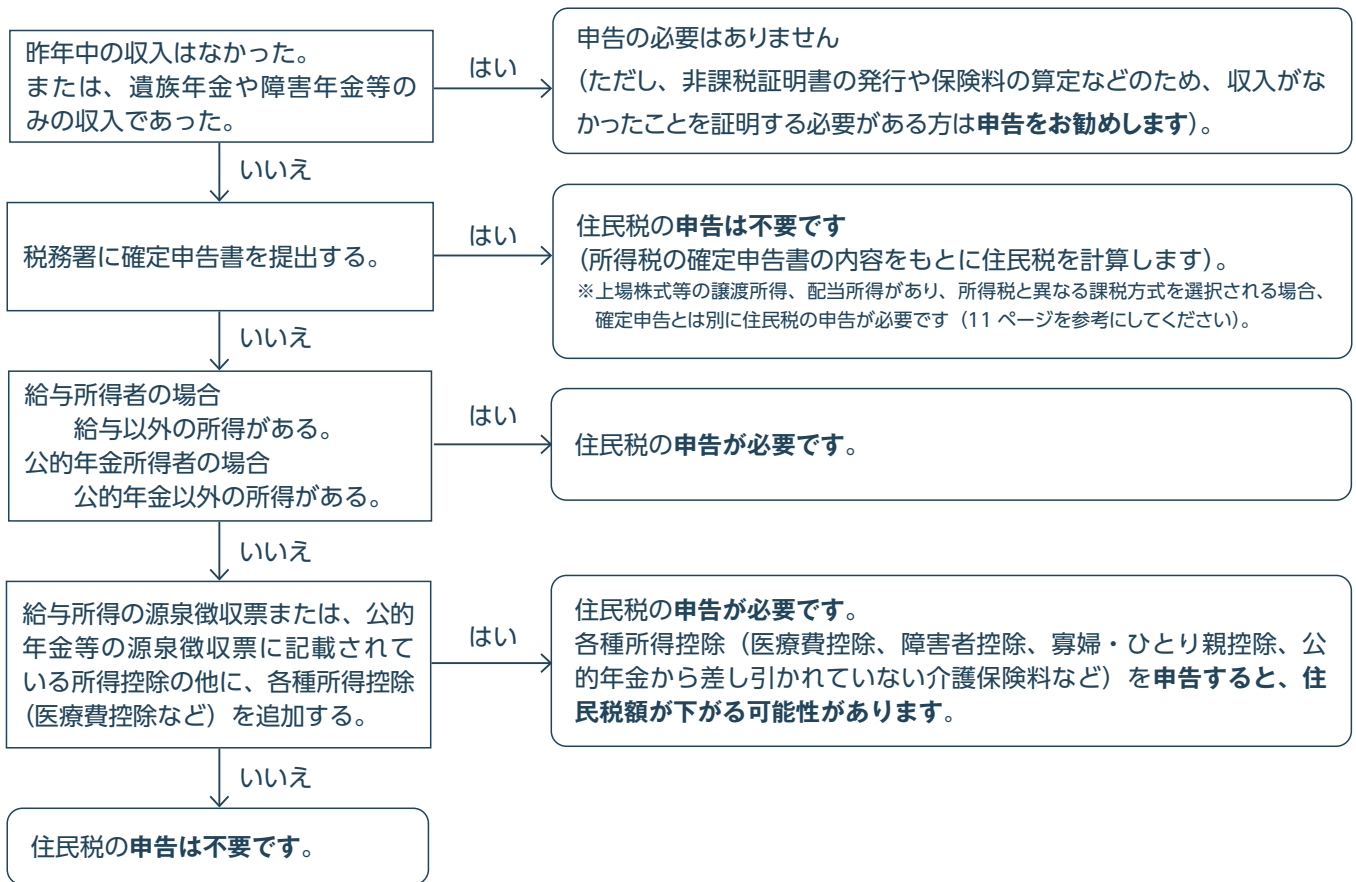 昨年中の収入はなかった。
または、遺族年金や障害年金等の
みの収入であった。
はい
申告の必要はありません
(ただし、非課税証明書の発行や保険料の算定などのため、収入がな
かったことを証明する必要がある方は申告をお勧めします)。
いいえ
税務署に確定申告書を提出する。
はい
住民税の申告は不要です
(所得税の確定申告書の内容をもとに住民税を計算します)。
※上場株式等の譲渡所得、配当所得があり、所得税と異なる課税方式を選択される場合、
確定申告とは別に住民税の申告が必要です(11 ページを参考にしてください)。
いいえ
給与所得者の場合
給与以外の所得がある。
公的年金所得者の場合
公的年金以外の所得がある。
はい
住民税の申告が必要です。
いいえ
給与所得の源泉徴収票または、公的
年金等の源泉徴収票に記載されて
いる所得控除の他に、各種所得控除
(医療費控除など)を追加する。
はい
住民税の申告が必要です。
各種所得控除(医療費控除、障害者控除、寡婦・ひとり親控除、公
的年金から差し引かれていない介護保険料など)を申告すると、住
民税額が下がる可能性があります。
いいえ
住民税の申告は不要です。